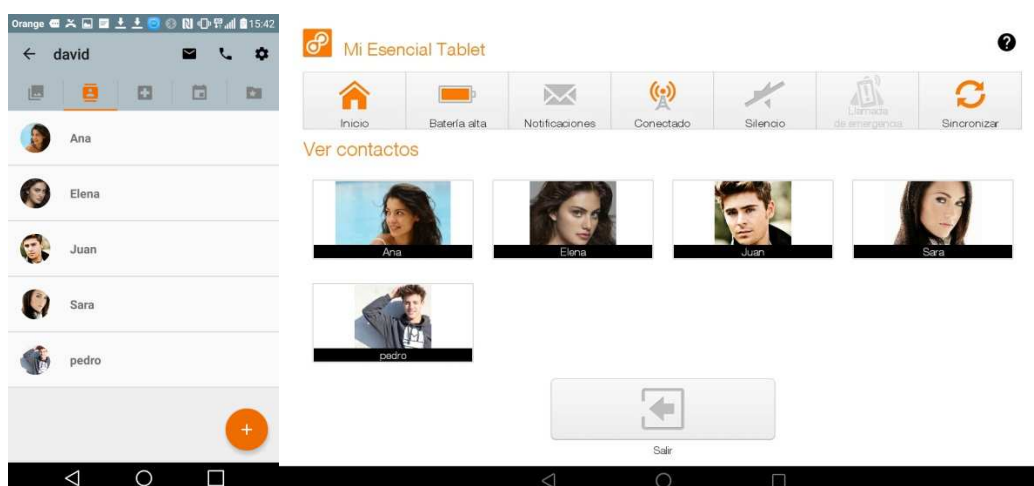 Orange 15:42
david
Ana
Elena
Juan
Sara
pedro
+
Mi Esencial Tablet
?
Inicio
Batería alta
Notificaciones
Conectado
Silencio
Llamada
de emergencia
Sincronizar
Ver contactos
Ana
Elena
Juan
Sara
pedro
Salir